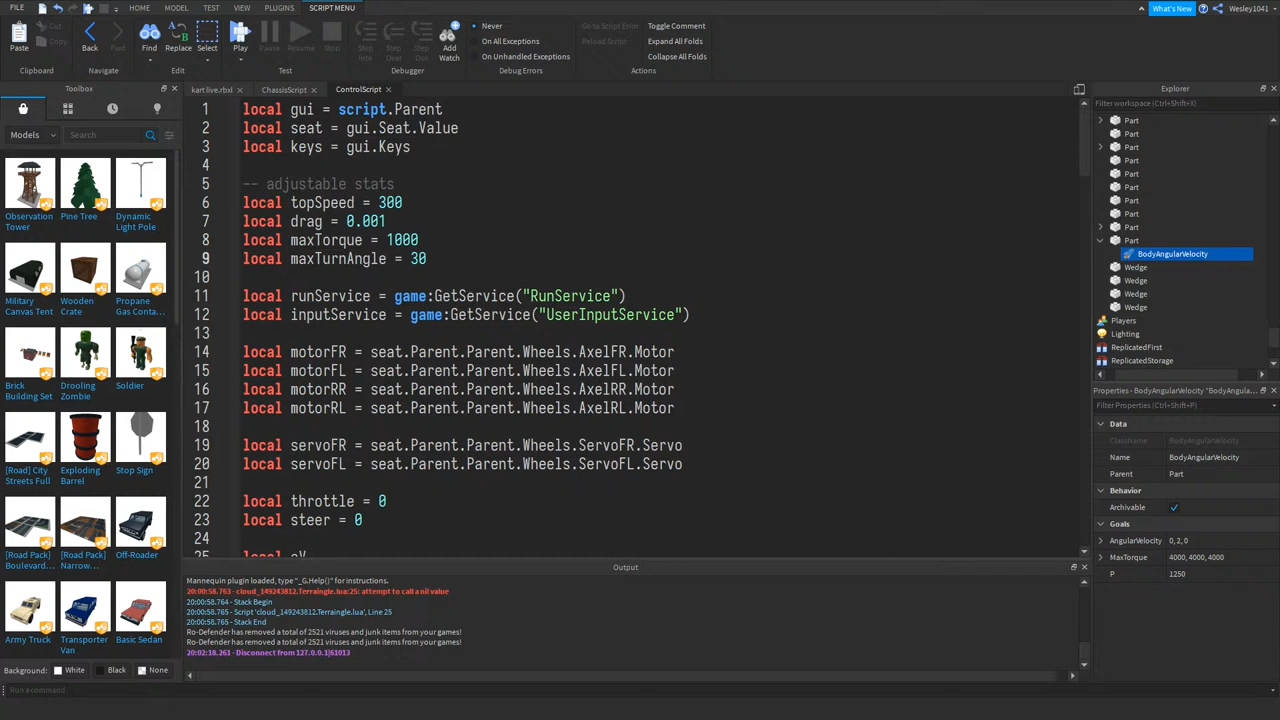 FILE
HOME
MODEL
TEST
VIEW
PLUGINS
SCRIPT MENU
What's New
Wesley1041
Paste
Cut
Copy
Clipboard
Back
Forw
Navigate
Find
Replace
Select
Edit
Play
Pause
Resume
Stop
Test
Step Into
Step Over
Step Out
Add Watch
Debugger
Never
On All Exceptions
On Unhandled Exceptions
Debug Errors
Go to Script Error
Reload Script
Toggle Comment
Expand All Folds
Collapse All Folds
Actions
Toolbox
Models
Search
Observation Tower
Pine Tree
Dynamic Light Pole
Military Canvas Tent
Wooden Crate
Propane Gas Conta...
Brick Building Set
Drooling Zombie
Soldier
[Road] City Streets Full
Exploding Barrel
Stop Sign
[Road Pack] Boulevard...
[Road Pack] Narrow...
Off-Roader
Army Truck
Transporter Van
Basic Sedan
Background:
White
Black
None
Run a command
kart live.rbxl
ChassisScript
ControlScript
1 local gui = script.Parent
2 local seat = gui.Seat.Value
3 local keys = gui.Keys
4
5 -- adjustable stats
6 local topSpeed = 300
7 local drag = 0.001
8 local maxTorque = 1000
9 local maxTurnAngle = 30
10
11 local runService = game:GetService("RunService")
12 local inputService = game:GetService("UserInputService")
13
14 local motorFR = seat.Parent.Parent.Wheels.AxelFR.Motor
15 local motorFL = seat.Parent.Parent.Wheels.AxelFL.Motor
16 local motorRR = seat.Parent.Parent.Wheels.AxelRR.Motor
17 local motorRL = seat.Parent.Parent.Wheels.AxelRL.Motor
18
19 local servoFR = seat.Parent.Parent.Wheels.ServoFR.Servo
20 local servoFL = seat.Parent.Parent.Wheels.ServoFL.Servo
21
22 local throttle = 0
23 local steer = 0
24
25 local
Output
Mannequin plugin loaded, type "_G.Help()" for instructions.
20:00:58.763 - cloud_149243812.Terraingle.lua:25: attempt to call a nil value
20:00:58.764 - Stack Begin
20:00:58.765 - Script 'cloud_149243812.Terraingle.lua', Line 25
20:00:58.765 - Stack End
Ro-Defender has removed a total of 2521 viruses and junk items from your games!
Ro-Defender has removed a total of 2521 viruses and junk items from your games!
20:02:18.261 - Disconnect from 127.0.0.1|61013
Explorer
Filter workspace (Ctrl+Shift+X)
Part
Part
Part
Part
Part
Part
Part
Part
Part
Part
BodyAngularVelocity
Wedge
Wedge
Wedge
Wedge
Players
Lighting
ReplicatedFirst
ReplicatedStorage
Properties - BodyAngularVelocity "BodyAngula...
Filter Properties (Ctrl+Shift+P)
Data
ClassName BodyAngularVelocity
Name BodyAngularVelocity
Parent Part
Behavior
Archivable
Goals
AngularVelocity 0, 2, 0
MaxTorque 4000, 4000, 4000
P 1250